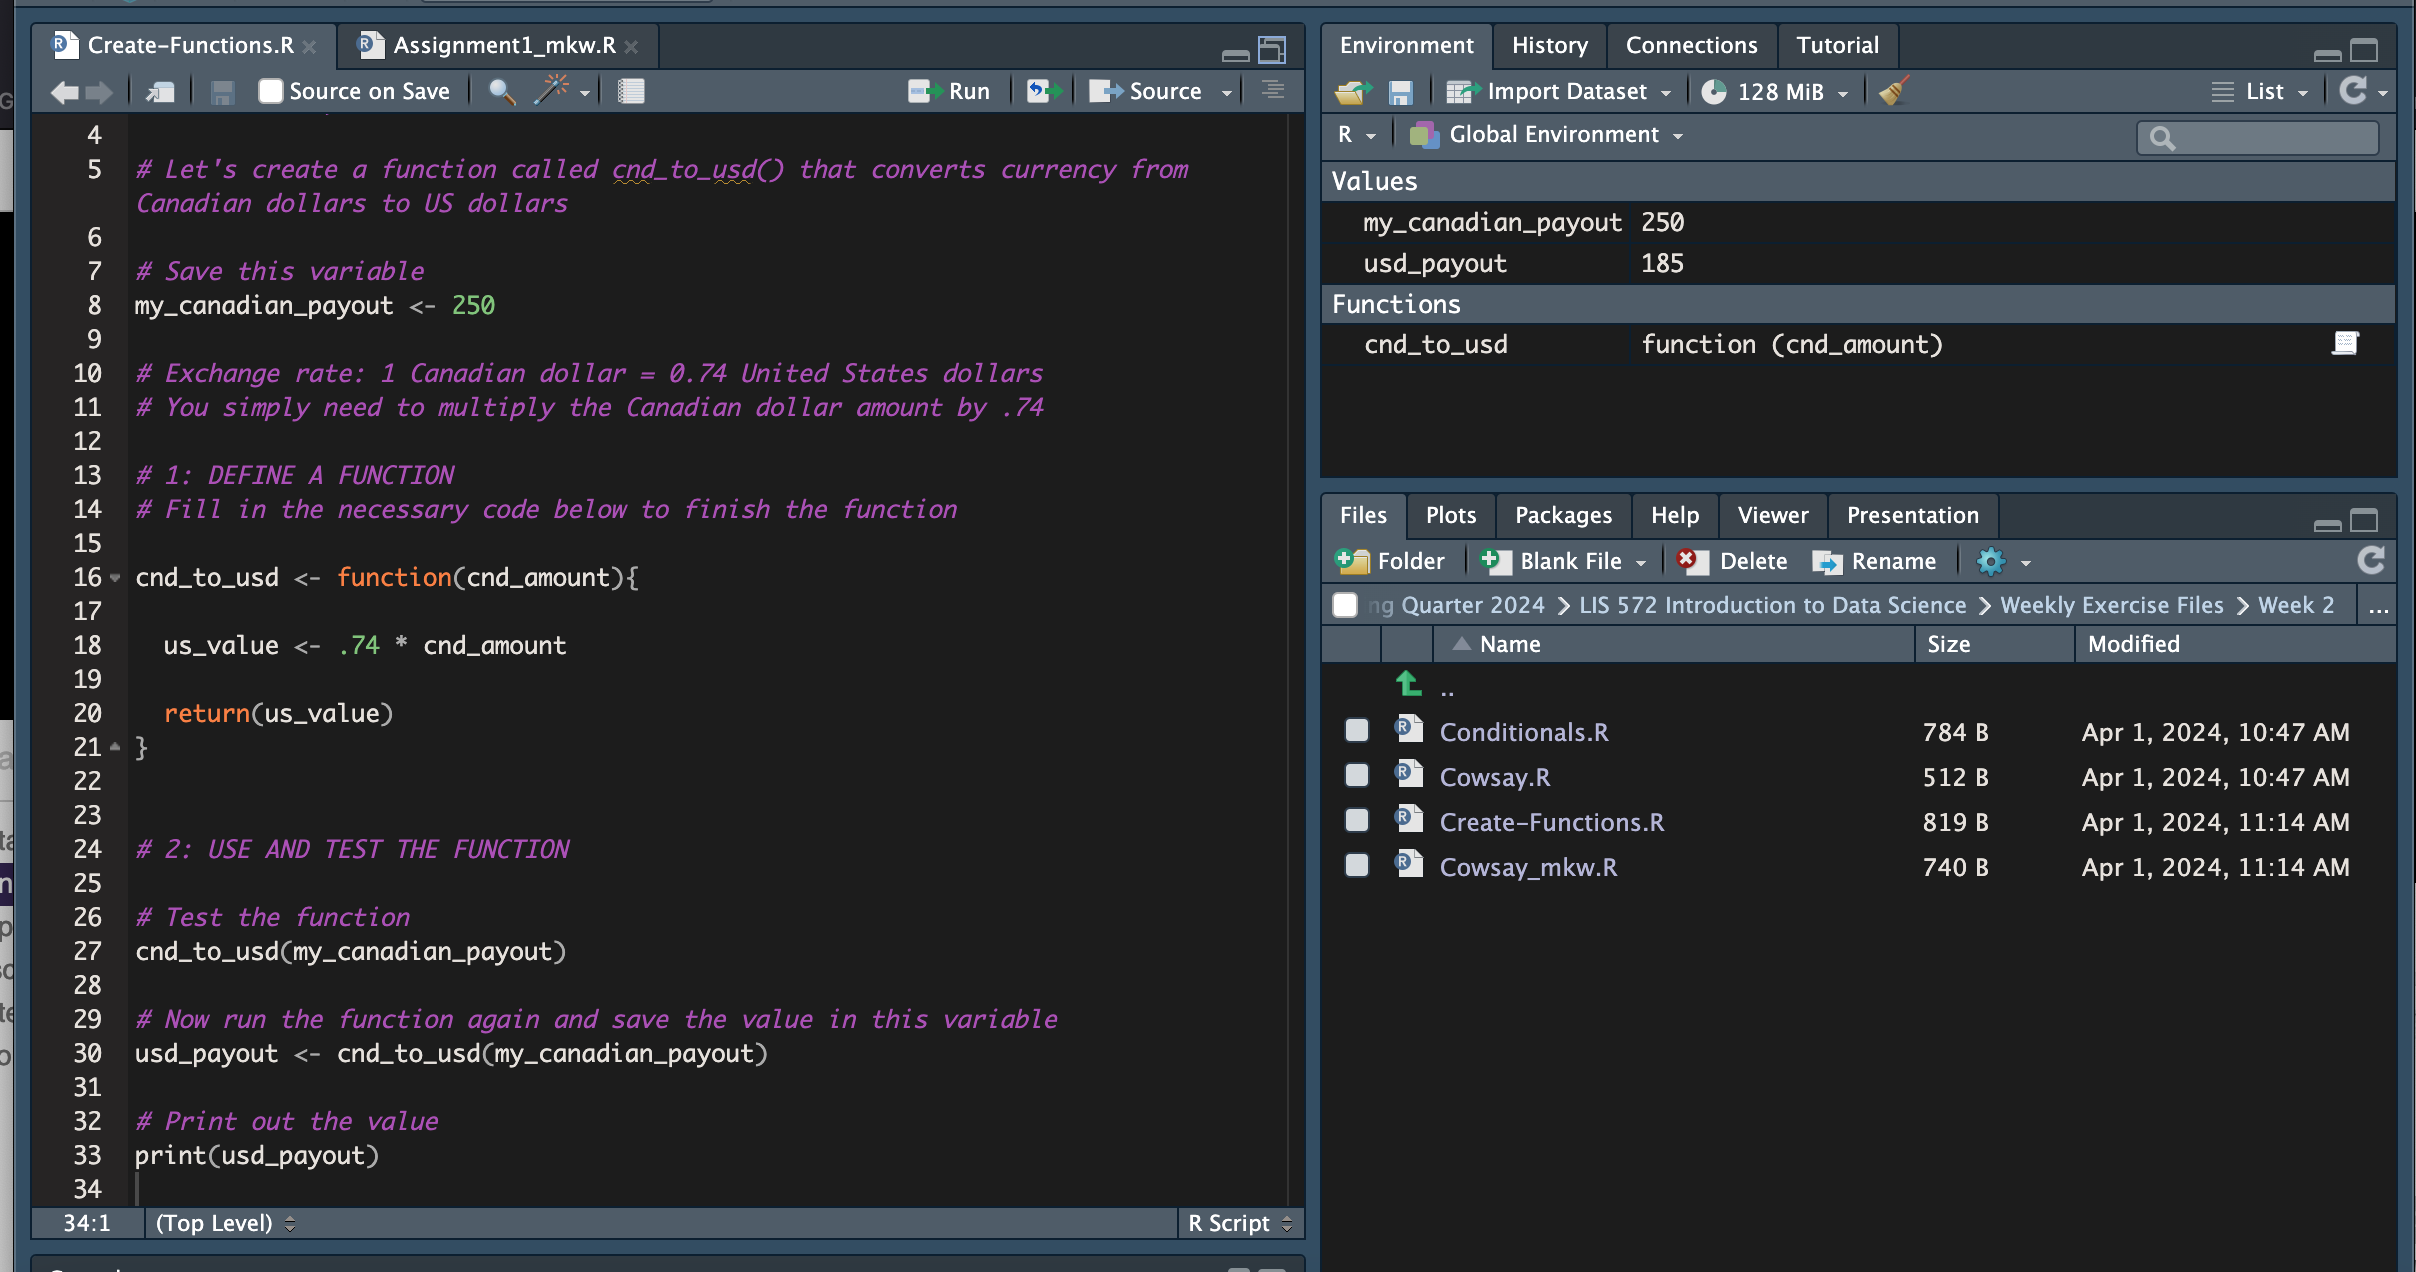 Create-Functions.R
Assignment1_mkw.R
Source on Save
Run
Source
4
5 # Let's create a function called cnd_to_usd() that converts currency from
Canadian dollars to US dollars
6
7 # Save this variable
8 my_canadian_payout <- 250
9
10 # Exchange rate: 1 Canadian dollar = 0.74 United States dollars
11 # You simply need to multiply the Canadian dollar amount by .74
12
13 # 1: DEFINE A FUNCTION
14 # Fill in the necessary code below to finish the function
15
16 cnd_to_usd <- function(cnd_amount){
17
18 us_value <- .74 * cnd_amount
19
20 return(us_value)
21 }
22
23
24 # 2: USE AND TEST THE FUNCTION
25
26 # Test the function
27 cnd_to_usd(my_canadian_payout)
28
29 # Now run the function again and save the value in this variable
30 usd_payout <- cnd_to_usd(my_canadian_payout)
31
32 # Print out the value
33 print(usd_payout)
34
34:1 (Top Level) R Script
Environment History Connections Tutorial
Import Dataset 128 MiB List
R Global Environment
Values
my_canadian_payout 250
usd_payout 185
Functions
cnd_to_usd function (cnd_amount)
Files Plots Packages Help Viewer Presentation
Folder Blank File Delete Rename
ng Quarter 2024 > LIS 572 Introduction to Data Science > Weekly Exercise Files > Week 2 ...
Name Size Modified
..
Conditionals.R 784 B Apr 1, 2024, 10:47 AM
Cowsay.R 512 B Apr 1, 2024, 10:47 AM
Create-Functions.R 819 B Apr 1, 2024, 11:14 AM
Cowsay_mkw.R 740 B Apr 1, 2024, 11:14 AM